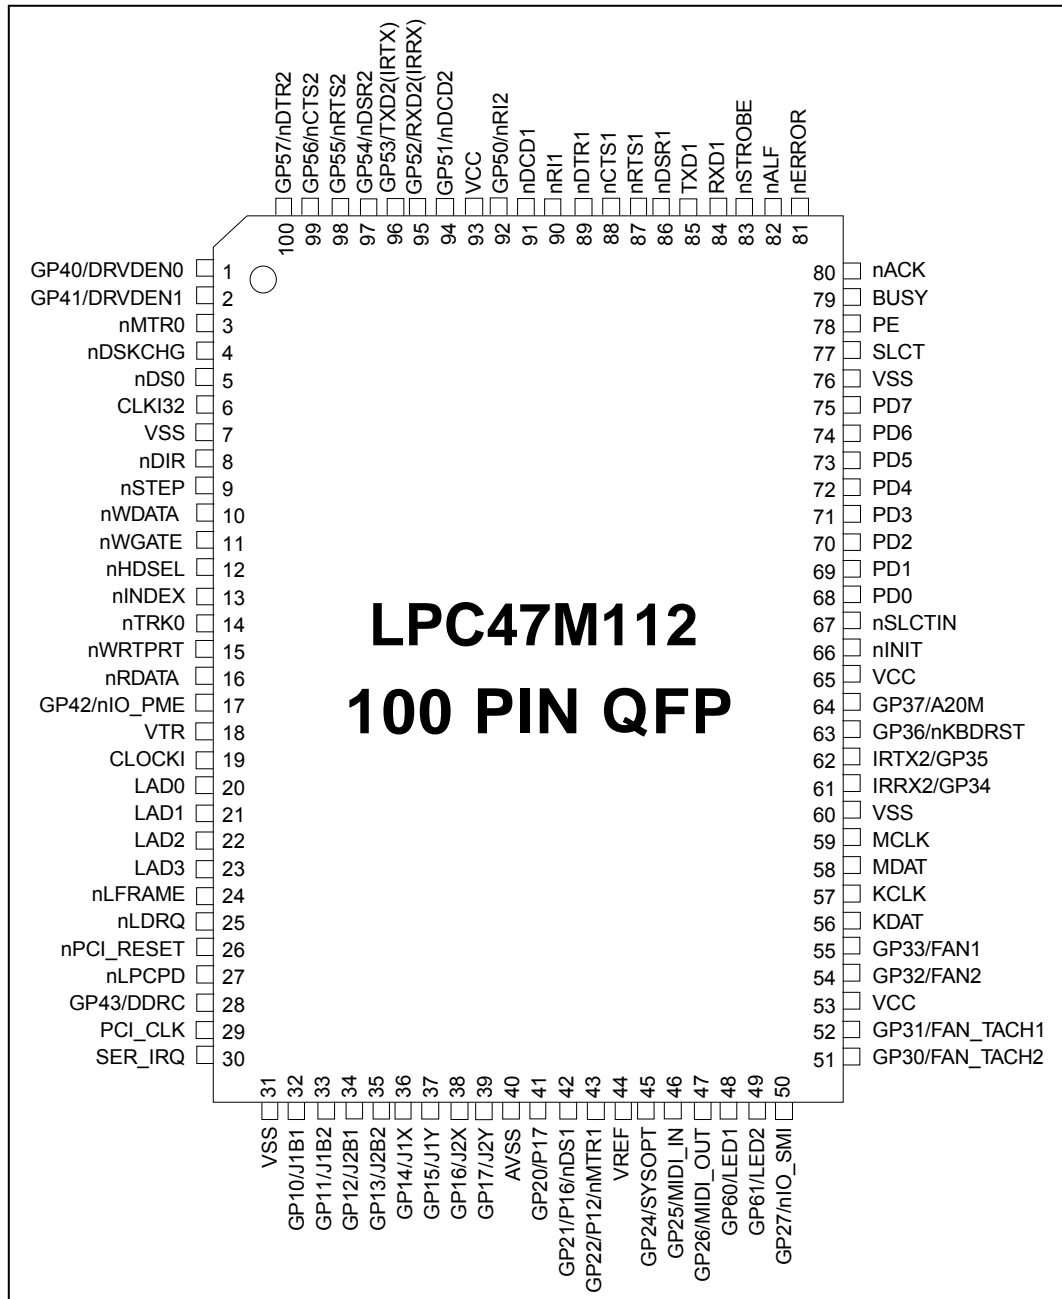 GP57/nDTR2
GP56/nCTS2
GP55/nRTS2
GP54/nDSR2
GP53/TXD2(IRTX)
GP52/RXD2(IRRX)
GP51/nDCD2
VCC
GP50/nRI2
nDCD1
nRI1
nDTR1
nCTS1
nRTS1
nDSR1
TXD1
RXD1
nSTROBE
nALF
nERROR
100
99
98
97
96
95
94
93
92
91
90
89
88
87
86
85
84
83
82
81
GP40/DRVDEN0 1
GP41/DRVDEN1 2
nMTR0 3
nDSKCHG 4
nDS0 5
CLKI32 6
VSS 7
nDIR 8
nSTEP 9
nWDATA 10
nWGATE 11
nHDSEL 12
nINDEX 13
nTRK0 14
nWRTPRT 15
nRDATA 16
GP42/nIO_PME 17
VTR 18
CLOCKI 19
LAD0 20
LAD1 21
LAD2 22
LAD3 23
nLFRAME 24
nLDRQ 25
nPCI_RESET 26
nLPCPD 27
GP43/DDRC 28
PCI_CLK 29
SER_IRQ 30
LPC47M112
100 PIN QFP
80 nACK
79 BUSY
78 PE
77 SLCT
76 VSS
75 PD7
74 PD6
73 PD5
72 PD4
71 PD3
70 PD2
69 PD1
68 PD0
67 nSLCTIN
66 nINIT
65 VCC
64 GP37/A20M
63 GP36/nKBDRST
62 IRTX2/GP35
61 IRRX2/GP34
60 VSS
59 MCLK
58 MDAT
57 KCLK
56 KDAT
55 GP33/FAN1
54 GP32/FAN2
53 VCC
52 GP31/FAN_TACH1
51 GP30/FAN_TACH2
31
32
33
34
35
36
37
38
39
40
41
42
43
44
45
46
47
48
49
50
VSS
GP10/J1B1
GP11/J1B2
GP12/J2B1
GP13/J2B2
GP14/J1X
GP15/J1Y
GP16/J2X
GP17/J2Y
AVSS
GP20/P17
GP21/P16/nDS1
GP22/P12/nMTR1
VREF
GP24/SYSOPT
GP25/MIDI_IN
GP26/MIDI_OUT
GP60/LED1
GP61/LED2
GP27/nIO_SMI